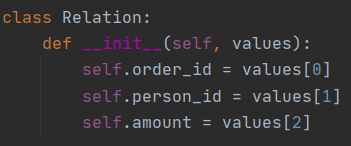 class Relation:
    def __init__(self, values):
        self.order_id = values[0]
        self.person_id = values[1]
        self.amount = values[2]